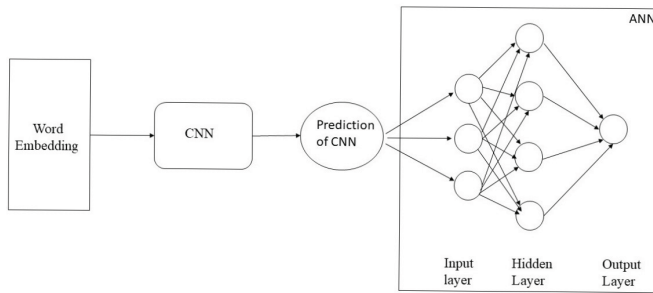 ANN
Word
Embedding
CNN
Prediction
of CNN
Input
layer
Hidden
Layer
Output
Layer